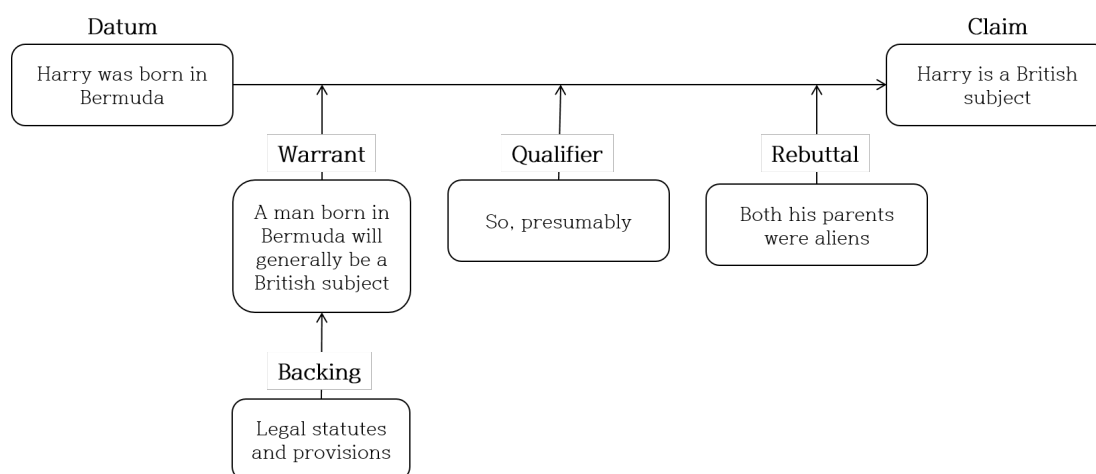 Datum
Harry was born in
Bermuda
Claim
Harry is a British
subject
Warrant
A man born in
Bermuda will
generally be a
British subject
Qualifier
So, presumably
Rebuttal
Both his parents
were aliens
Backing
Legal statutes
and provisions